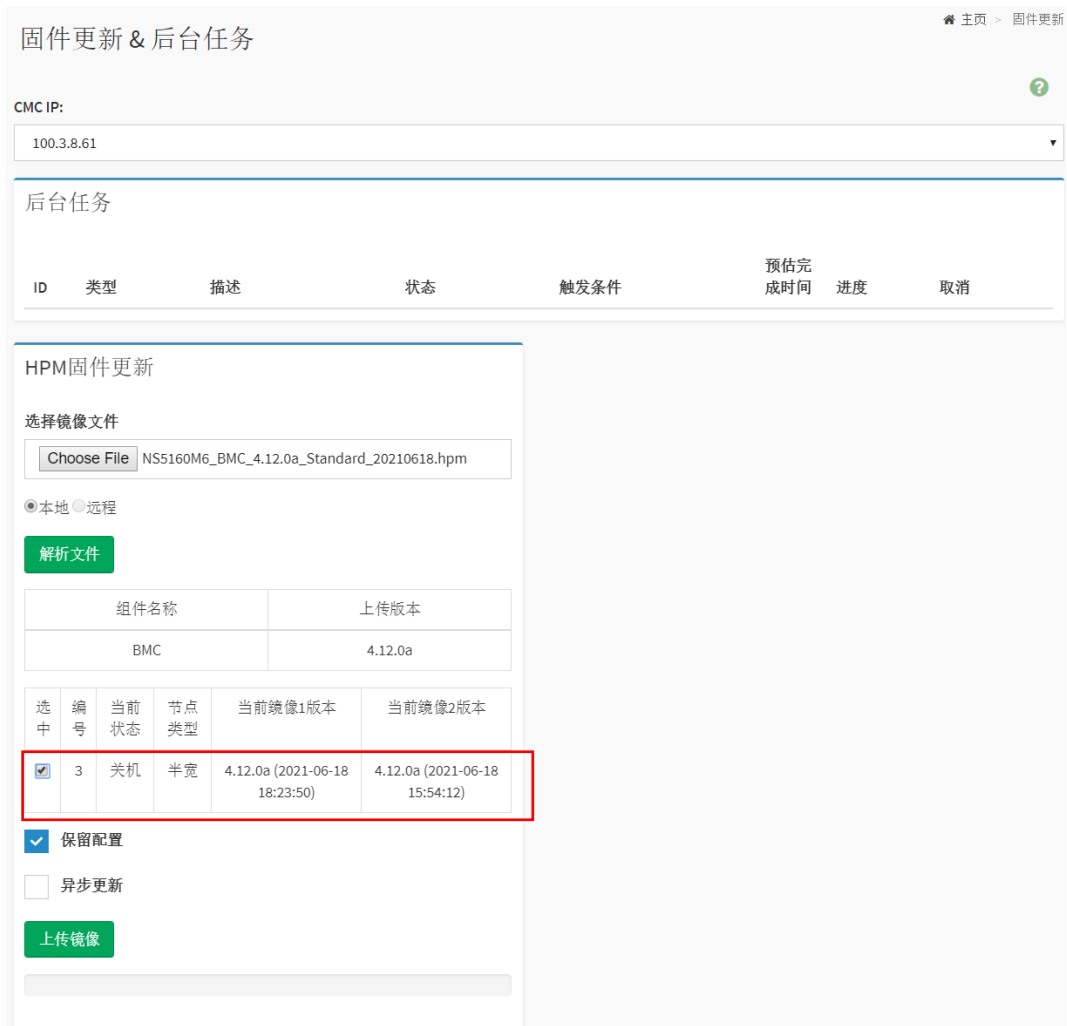 主页 > 固件更新
固件更新 & 后台任务
?
CMC IP:
100.3.8.61
后台任务
ID 类型 描述 状态 触发条件 预估完成时间 进度 取消
HPM固件更新
选择镜像文件
Choose File NS5160M6_BMC_4.12.0a_Standard_20210618.hpm
本地 远程
解析文件
组件名称 上传版本
BMC 4.12.0a
选中 编号 当前状态 节点类型 当前镜像1版本 当前镜像2版本
3 关机 半宽 4.12.0a (2021-06-18 18:23:50) 4.12.0a (2021-06-18 15:54:12)
保留配置
异步更新
上传镜像